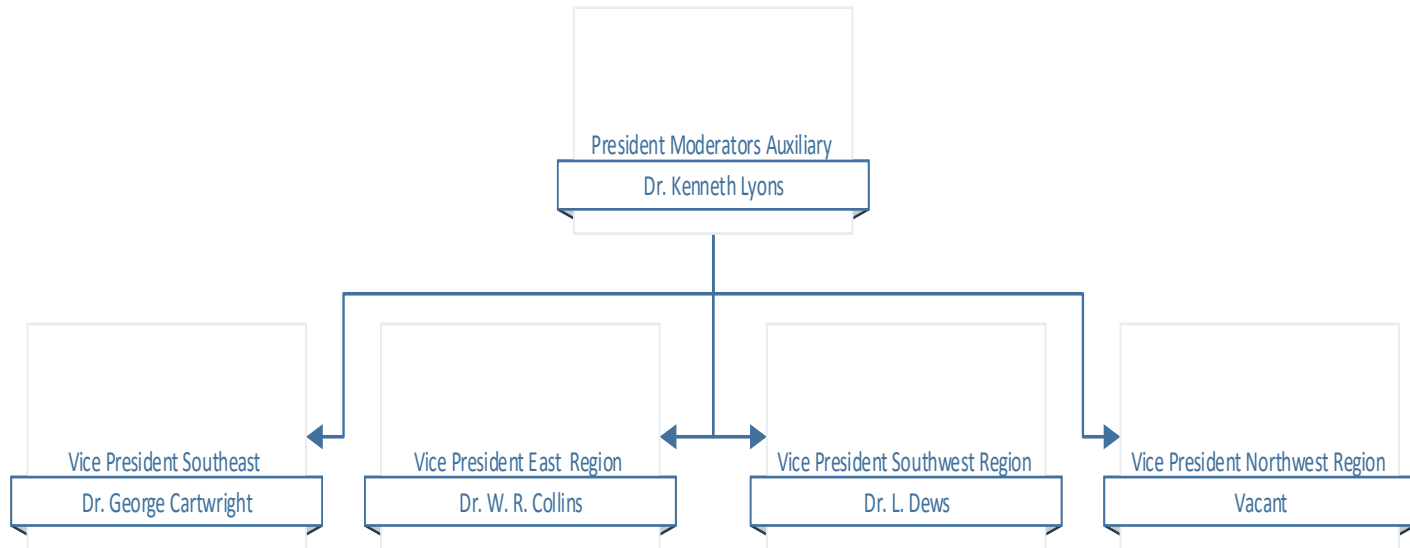 President Moderators Auxiliary
Dr. Kenneth Lyons
Vice President Southeast
Dr. George Cartwright
Vice President East Region
Dr. W. R. Collins
Vice President Southwest Region
Dr. L. Dews
Vice President Northwest Region
Vacant